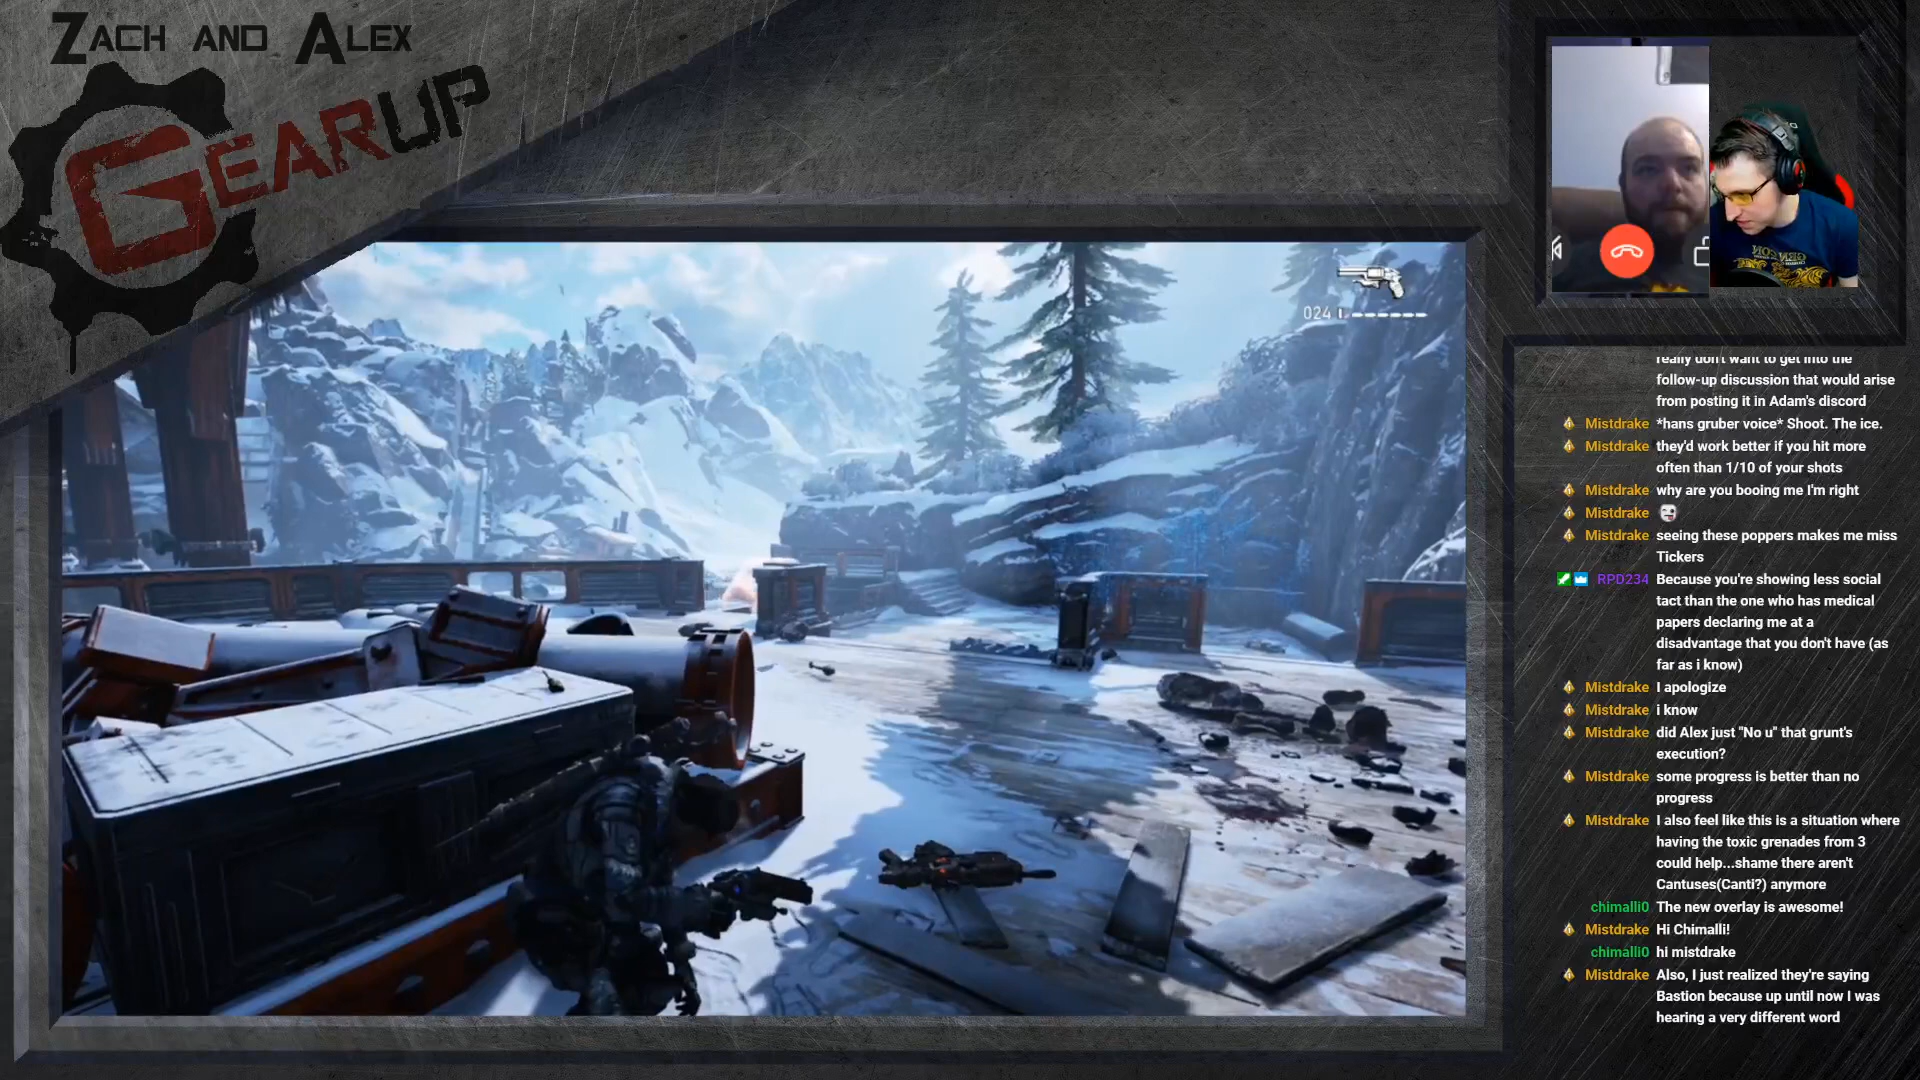 Zach and Alex
GearUp
024
really don't want to get into the
follow-up discussion that would arise
from posting it in Adam's discord
Mistdrake *hans gruber voice* Shoot. The ice.
Mistdrake they'd work better if you hit more
often than 1/10 of your shots
Mistdrake why are you booing me I'm right
Mistdrake
Mistdrake seeing these poppers makes me miss
Tickers
RPD234 Because you're showing less social
tact than the one who has medical
papers declaring me at a
disadvantage that you don't have (as
far as i know)
Mistdrake I apologize
Mistdrake i know
Mistdrake did Alex just "No u" that grunt's
execution?
Mistdrake some progress is better than no
progress
Mistdrake I also feel like this is a situation where
having the toxic grenades from 3
could help...shame there aren't
Cantuses(Canti?) anymore
chimalli0 The new overlay is awesome!
Mistdrake Hi Chimalli!
chimalli0 hi mistdrake
Mistdrake Also, I just realized they're saying
Bastion because up until now I was
hearing a very different word